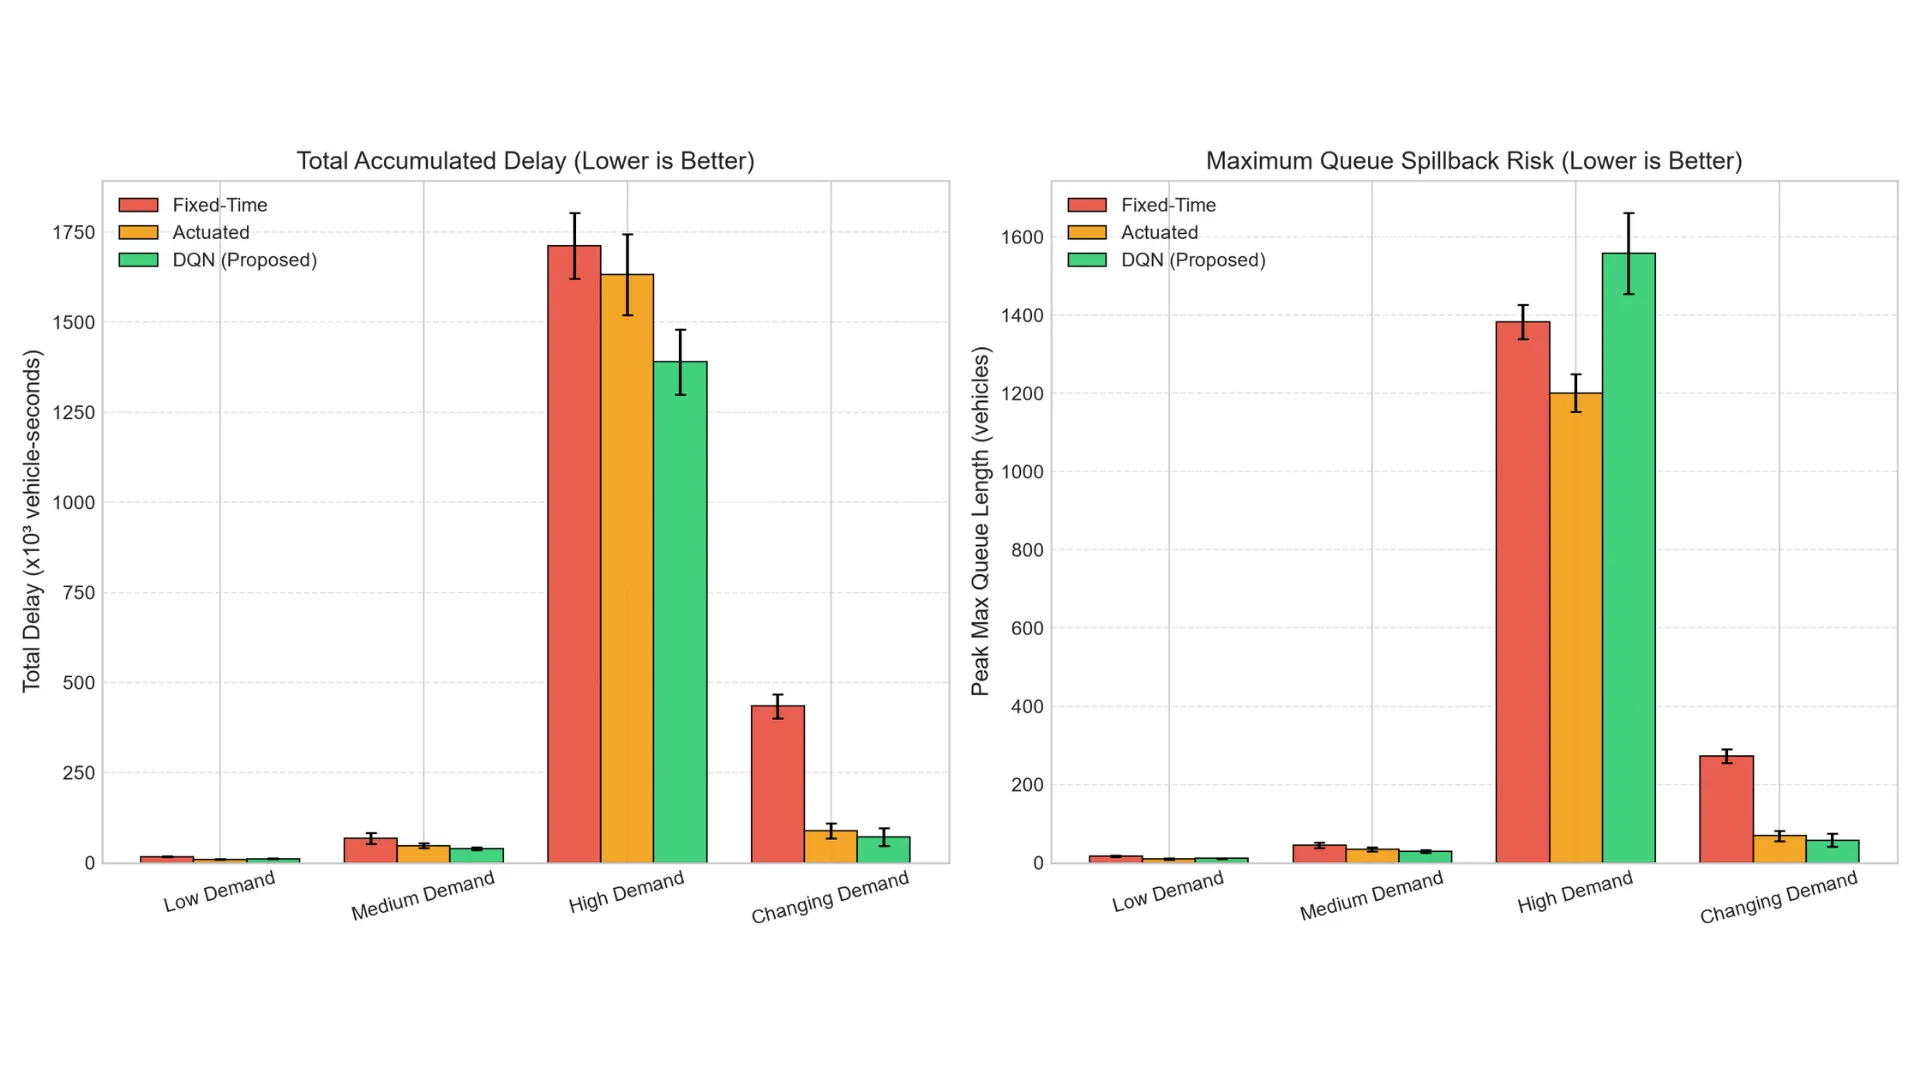 Total Accumulated Delay (Lower is Better)
Fixed-Time
Actuated
DQN (Proposed)
Total Delay (x10³ vehicle-seconds)
1750
1500
1250
1000
750
500
250
0
Low Demand
Medium Demand
High Demand
Changing Demand
Maximum Queue Spillback Risk (Lower is Better)
Fixed-Time
Actuated
DQN (Proposed)
Peak Max Queue Length (vehicles)
1600
1400
1200
1000
800
600
400
200
0
Low Demand
Medium Demand
High Demand
Changing Demand